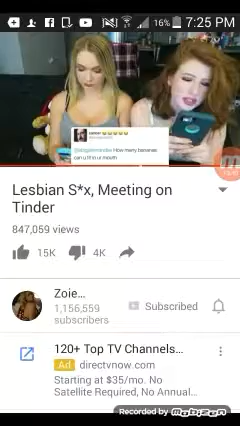 16% 7:25 PM
How many bananas
can u fit in ur mouth
Lesbian S*x, Meeting on
Tinder
847,059 views
15K
4K
Zoie...
1,156,559
subscribers
Subscribed
120+ Top TV Channels...
Ad directvnow.com
Starting at $35/mo. No
Satellite Required, No Annual...
Recorded by mobizen